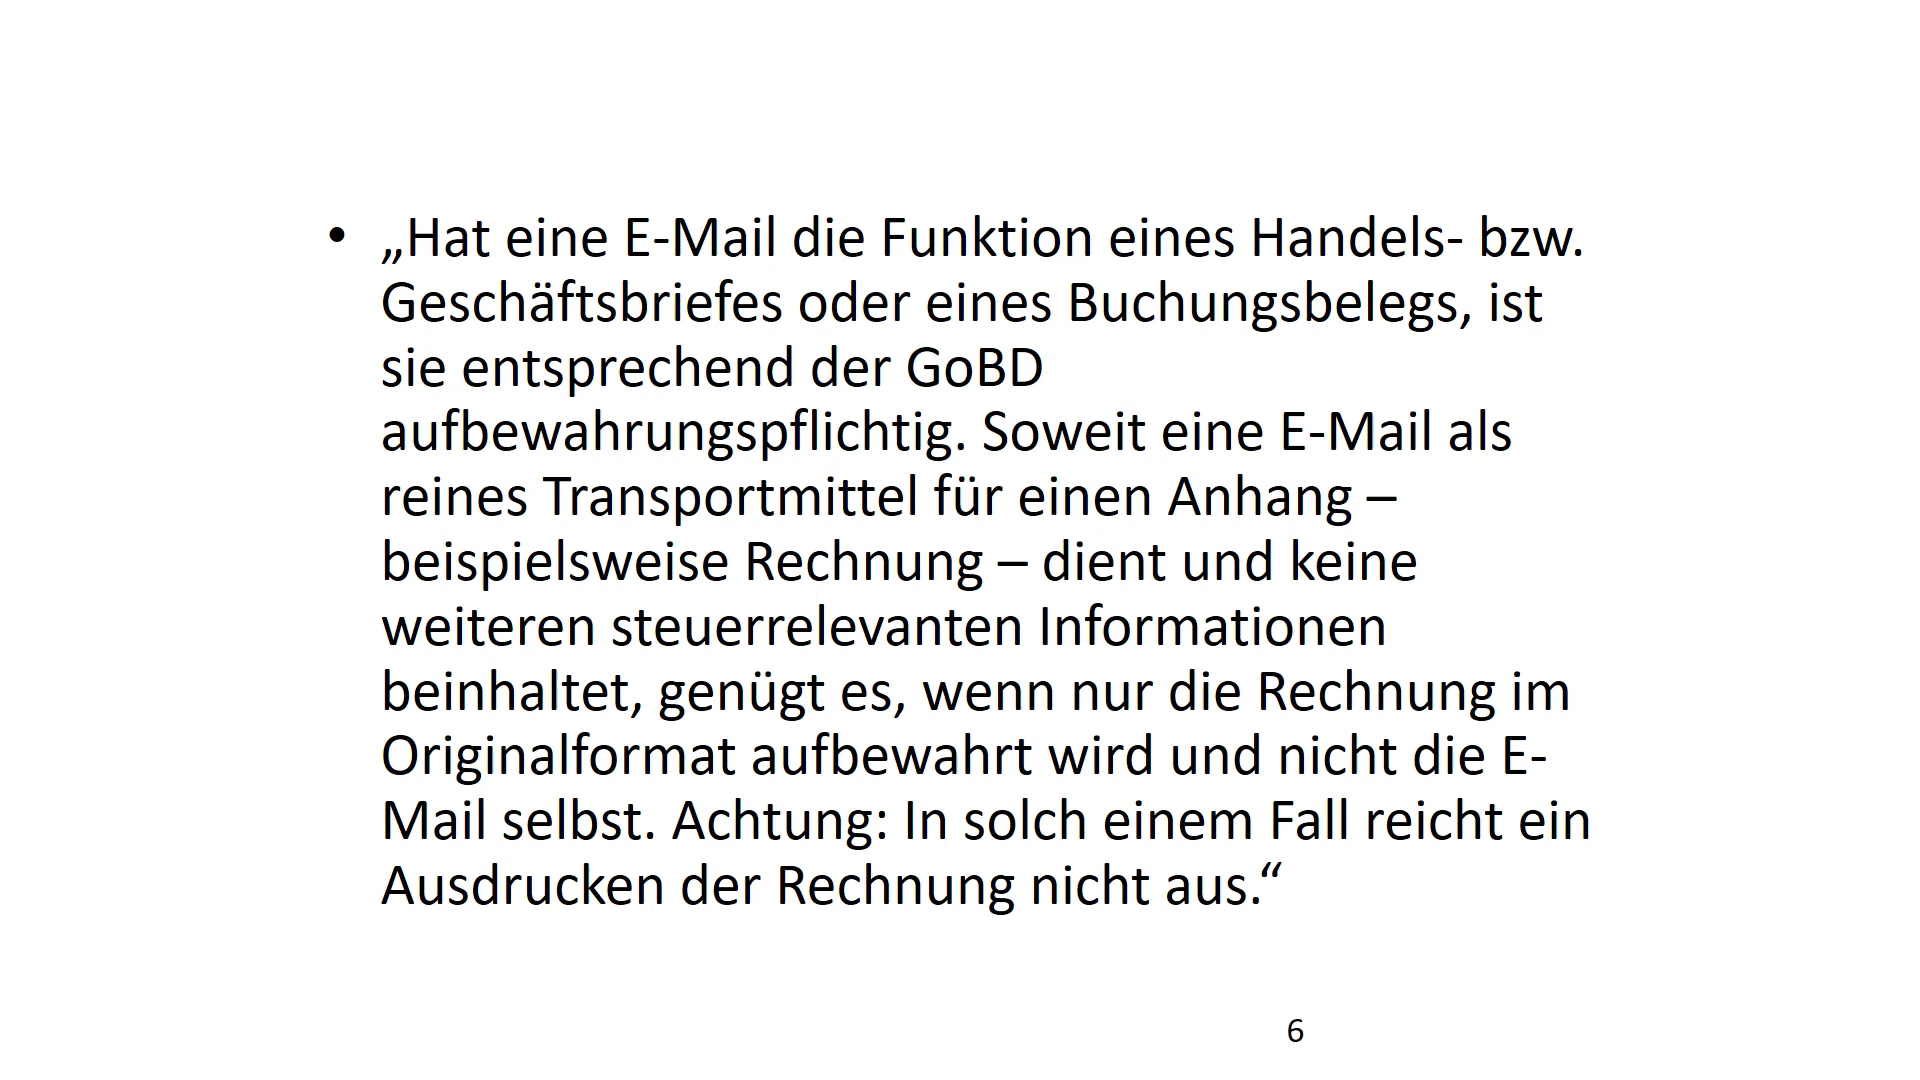 • „Hat eine E-Mail die Funktion eines Handels- bzw.
Geschäftsbriefes oder eines Buchungsbelegs, ist
sie entsprechend der GoBD
aufbewahrungspflichtig. Soweit eine E-Mail als
reines Transportmittel für einen Anhang –
beispielsweise Rechnung – dient und keine
weiteren steuerrelevanten Informationen
beinhaltet, genügt es, wenn nur die Rechnung im
Originalformat aufbewahrt wird und nicht die E-
Mail selbst. Achtung: In solch einem Fall reicht ein
Ausdrucken der Rechnung nicht aus.“
6